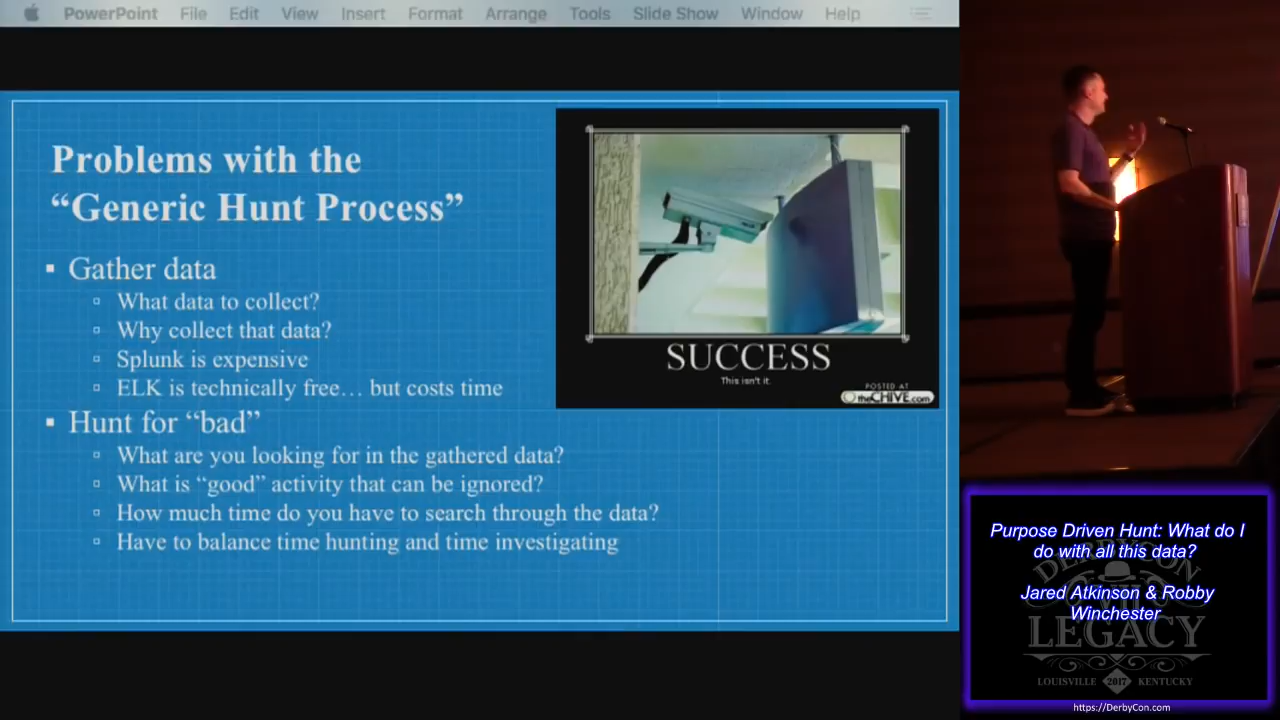 PowerPoint File Edit View Insert Format Arrange Tools Slide Show Window Help
Problems with the
“Generic Hunt Process”
▪ Gather data
▫ What data to collect?
▫ Why collect that data?
▫ Splunk is expensive
▫ ELK is technically free… but costs time
▪ Hunt for “bad”
▫ What are you looking for in the gathered data?
▫ What is “good” activity that can be ignored?
▫ How much time do you have to search through the data?
▫ Have to balance time hunting and time investigating
SUCCESS
This isn't it.
POSTED AT
theCHIVE.com
Purpose Driven Hunt: What do I
do with all this data?
Jared Atkinson & Robby
Winchester
DERBYCON
LEGACY
LOUISVILLE 2017 KENTUCKY
https://DerbyCon.com